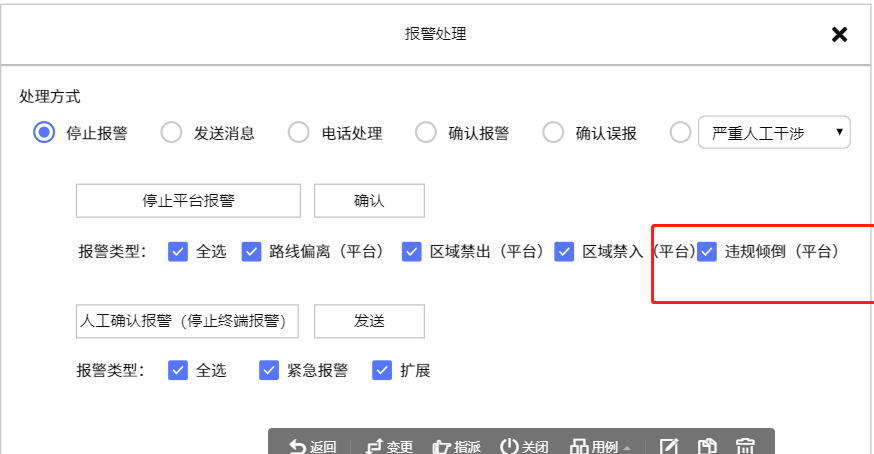 报警处理
处理方式
停止报警 发送消息 电话处理 确认报警 确认误报 严重人工干涉
停止平台报警 确认
报警类型： 全选 路线偏离（平台） 区域禁出（平台） 区域禁入（平台） 违规倾倒（平台）
人工确认报警（停止终端报警） 发送
报警类型： 全选 紧急报警 扩展
返回 变更 指派 关闭 用例